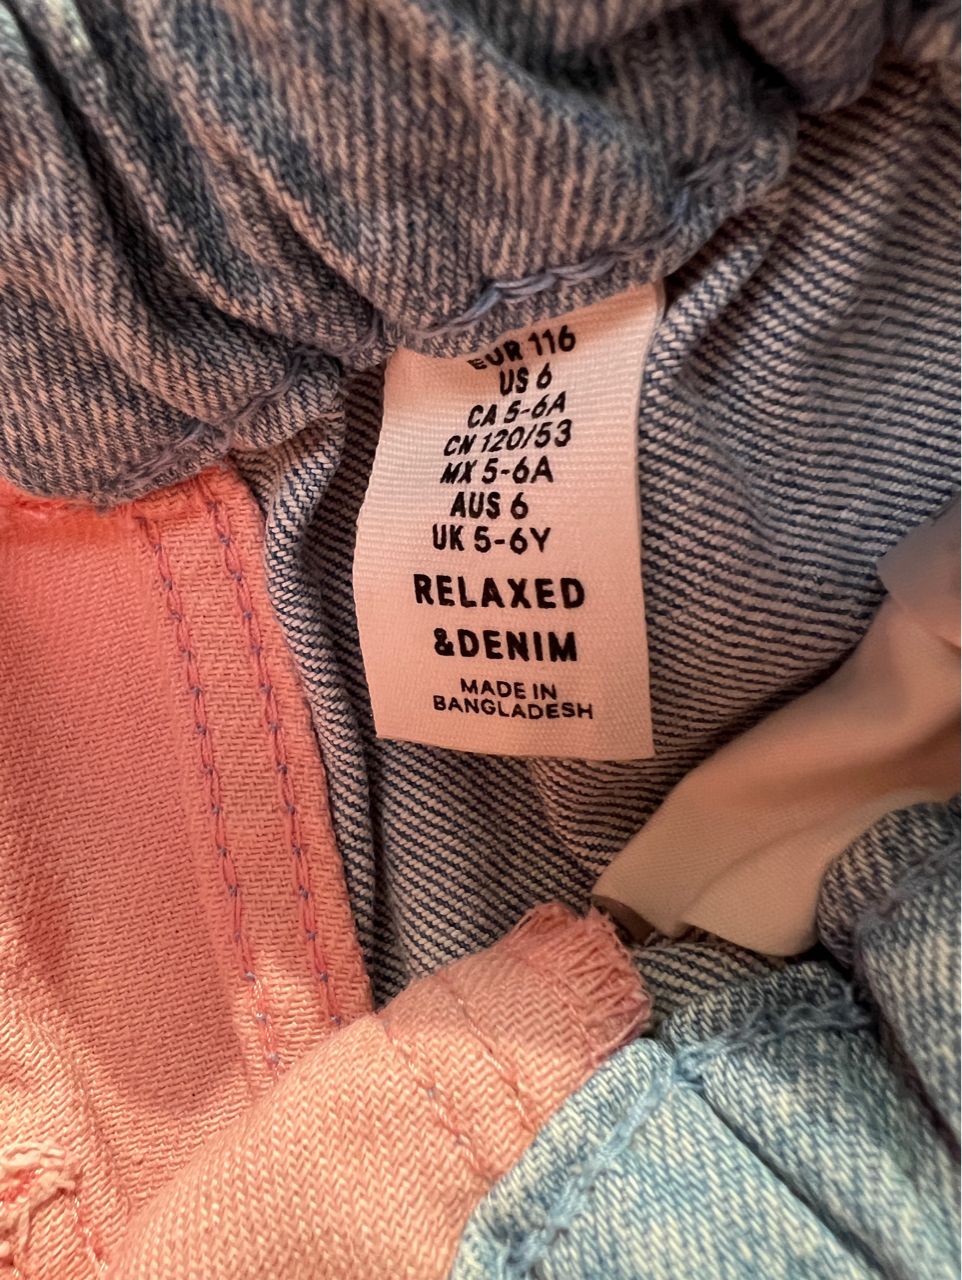 EUR 116
US 6
CA 5-6A
CN 120/53
MX 5-6A
AUS 6
UK 5-6Y
RELAXED
&DENIM
MADE IN
BANGLADESH